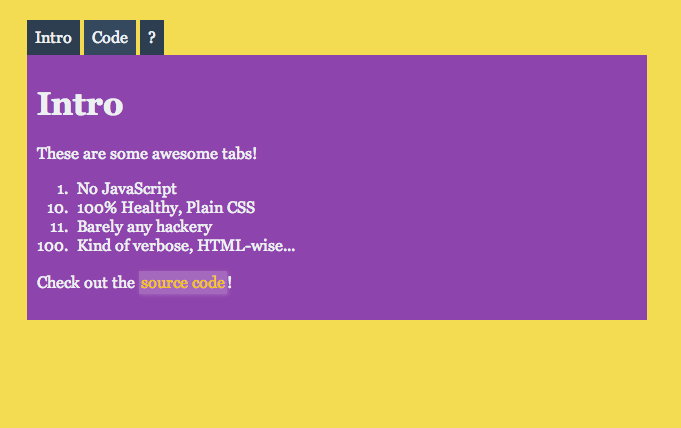 Intro Code ?
Intro
These are some awesome tabs!
1. No JavaScript
10. 100% Healthy, Plain CSS
11. Barely any hackery
100. Kind of verbose, HTML-wise...
Check out the source code!